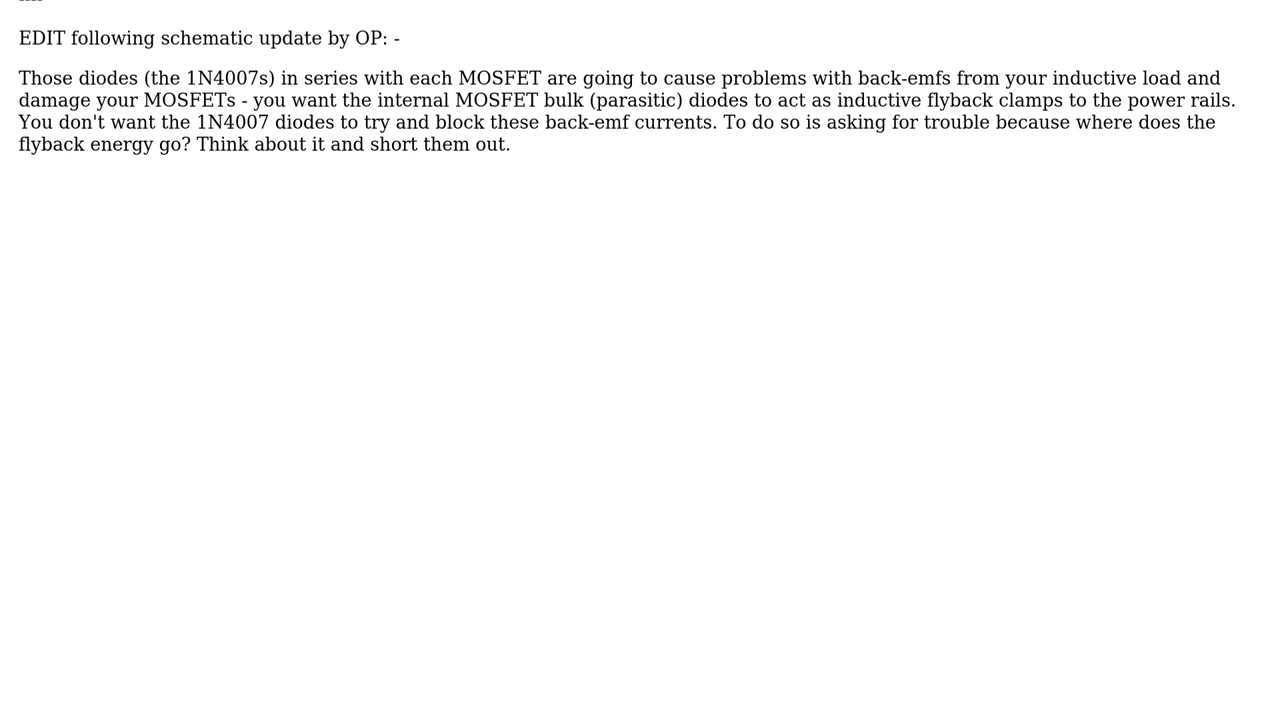 EDIT following schematic update by OP: -
Those diodes (the 1N4007s) in series with each MOSFET are going to cause problems with back-emfs from your inductive load and
damage your MOSFETs - you want the internal MOSFET bulk (parasitic) diodes to act as inductive flyback clamps to the power rails.
You don't want the 1N4007 diodes to try and block these back-emf currents. To do so is asking for trouble because where does the
flyback energy go? Think about it and short them out.